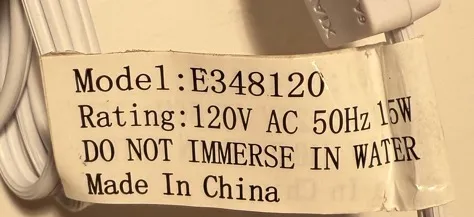 Model:E348120
Rating:120V AC 50Hz 15W
DO NOT IMMERSE IN WATER
Made In China